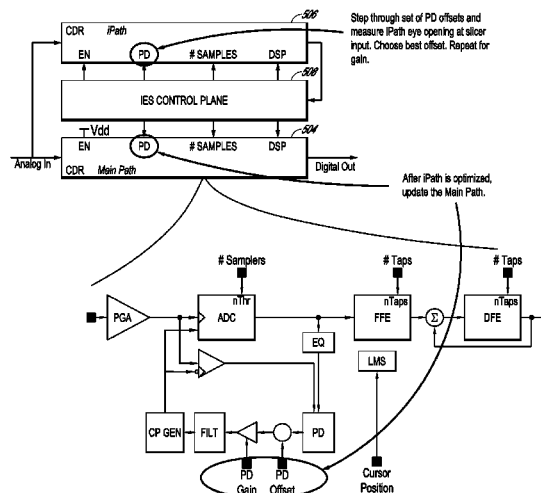 506
CDR iPath
EN PD # SAMPLES DSP
508
IES CONTROL PLANE
Vdd
504
EN PD # SAMPLES DSP
CDR Main Path
Analog In
Digital Out
Step through set of PD offsets and
measure IPath eye opening at slicer
input. Choose best offset. Repeat for
gain.
After iPath is optimized,
update the Main Path.
# Samplers
# Taps
# Taps
nThr
nTaps
nTaps
PGA
ADC
FFE
Σ
DFE
EQ
LMS
CP GEN
FILT
PD
PD
Gain
PD
Offset
Cursor
Position